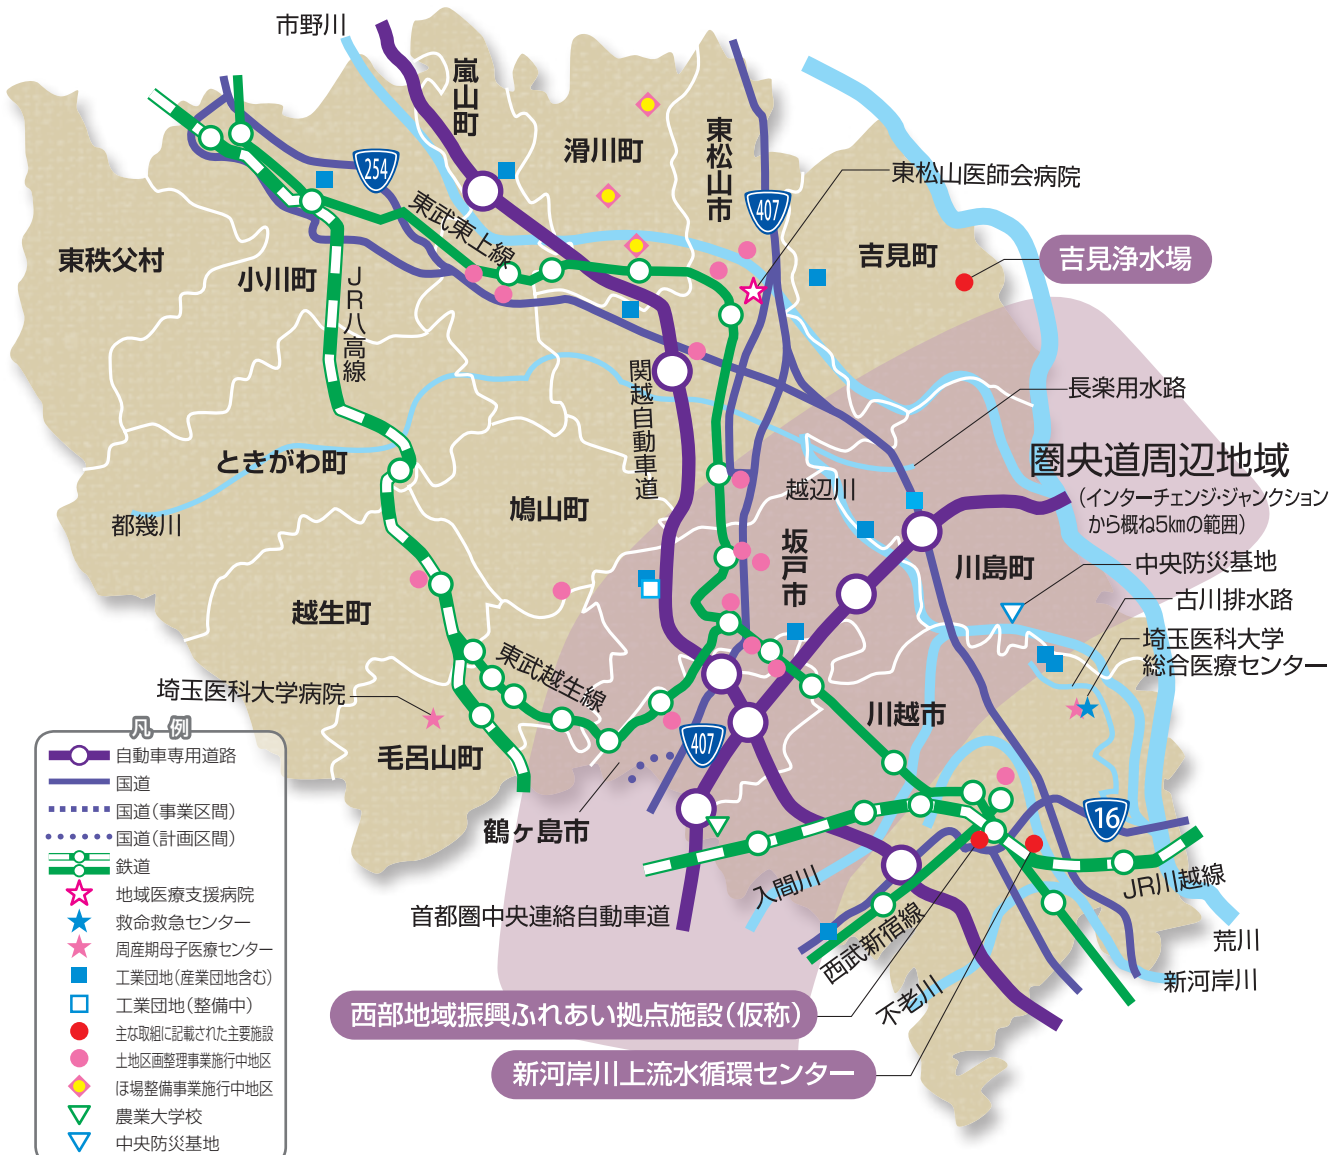 市野川
嵐山町
滑川町
東松山市
東松山医師会病院
254
407
東武東上線
吉見町
吉見浄水場
東秩父村
小川町
JR八高線
関越自動車道
長楽用水路
圏央道周辺地域
(インターチェンジ・ジャンクション
から概ね5㎞の範囲)
ときがわ町
越辺川
都幾川
鳩山町
坂戸市
川島町
中央防災基地
古川排水路
越生町
埼玉医科大学
総合医療センター
東武越生線
埼玉医科大学病院
川越市
毛呂山町
407
鶴ヶ島市
16
JR川越線
入間川
首都圏中央連絡自動車道
西武新宿線
荒川
新河岸川
不老川
西部地域振興ふれあい拠点施設(仮称)
新河岸川上流水循環センター
凡例
自動車専用道路
国道
国道(事業区間)
国道(計画区間)
鉄道
地域医療支援病院
救命救急センター
周産期母子医療センター
工業団地(産業団地含む)
工業団地(整備中)
主な取組に記載された主要施設
土地区画整理事業施行中地区
ほ場整備事業施行中地区
農業大学校
中央防災基地